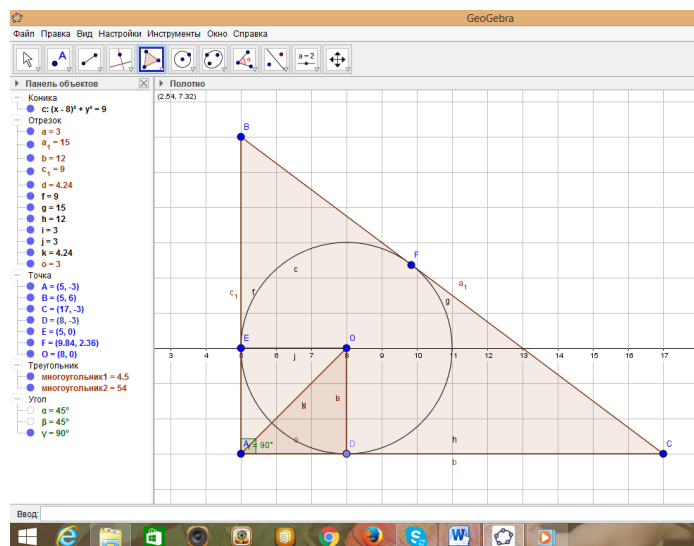 GeoGebra
Файл Правка Вид Настройки Инструменты Окно Справка
A
α
a=2
Панель объектов
Полотно
Коника
c: (x - 8)² + y² = 9
Отрезок
a = 3
a₁ = 15
b = 12
c₁ = 9
d = 4.24
f = 9
g = 15
h = 12
i = 3
j = 3
k = 4.24
o = 3
Точка
A = (5, -3)
B = (5, 6)
C = (17, -3)
D = (8, -3)
E = (5, 0)
F = (9.84, 2.36)
O = (8, 0)
Треугольник
многоугольник1 = 4.5
многоугольник2 = 54
Угол
α = 45°
β = 45°
γ = 90°
(2.64, 7.32)
B
F
c
a₁
c₁
f
g
E
O
3 4 5 6 7 8 9 10 11 12 13 14 15 16 17
j
h
A
= 90°
D
C
b
Ввод: